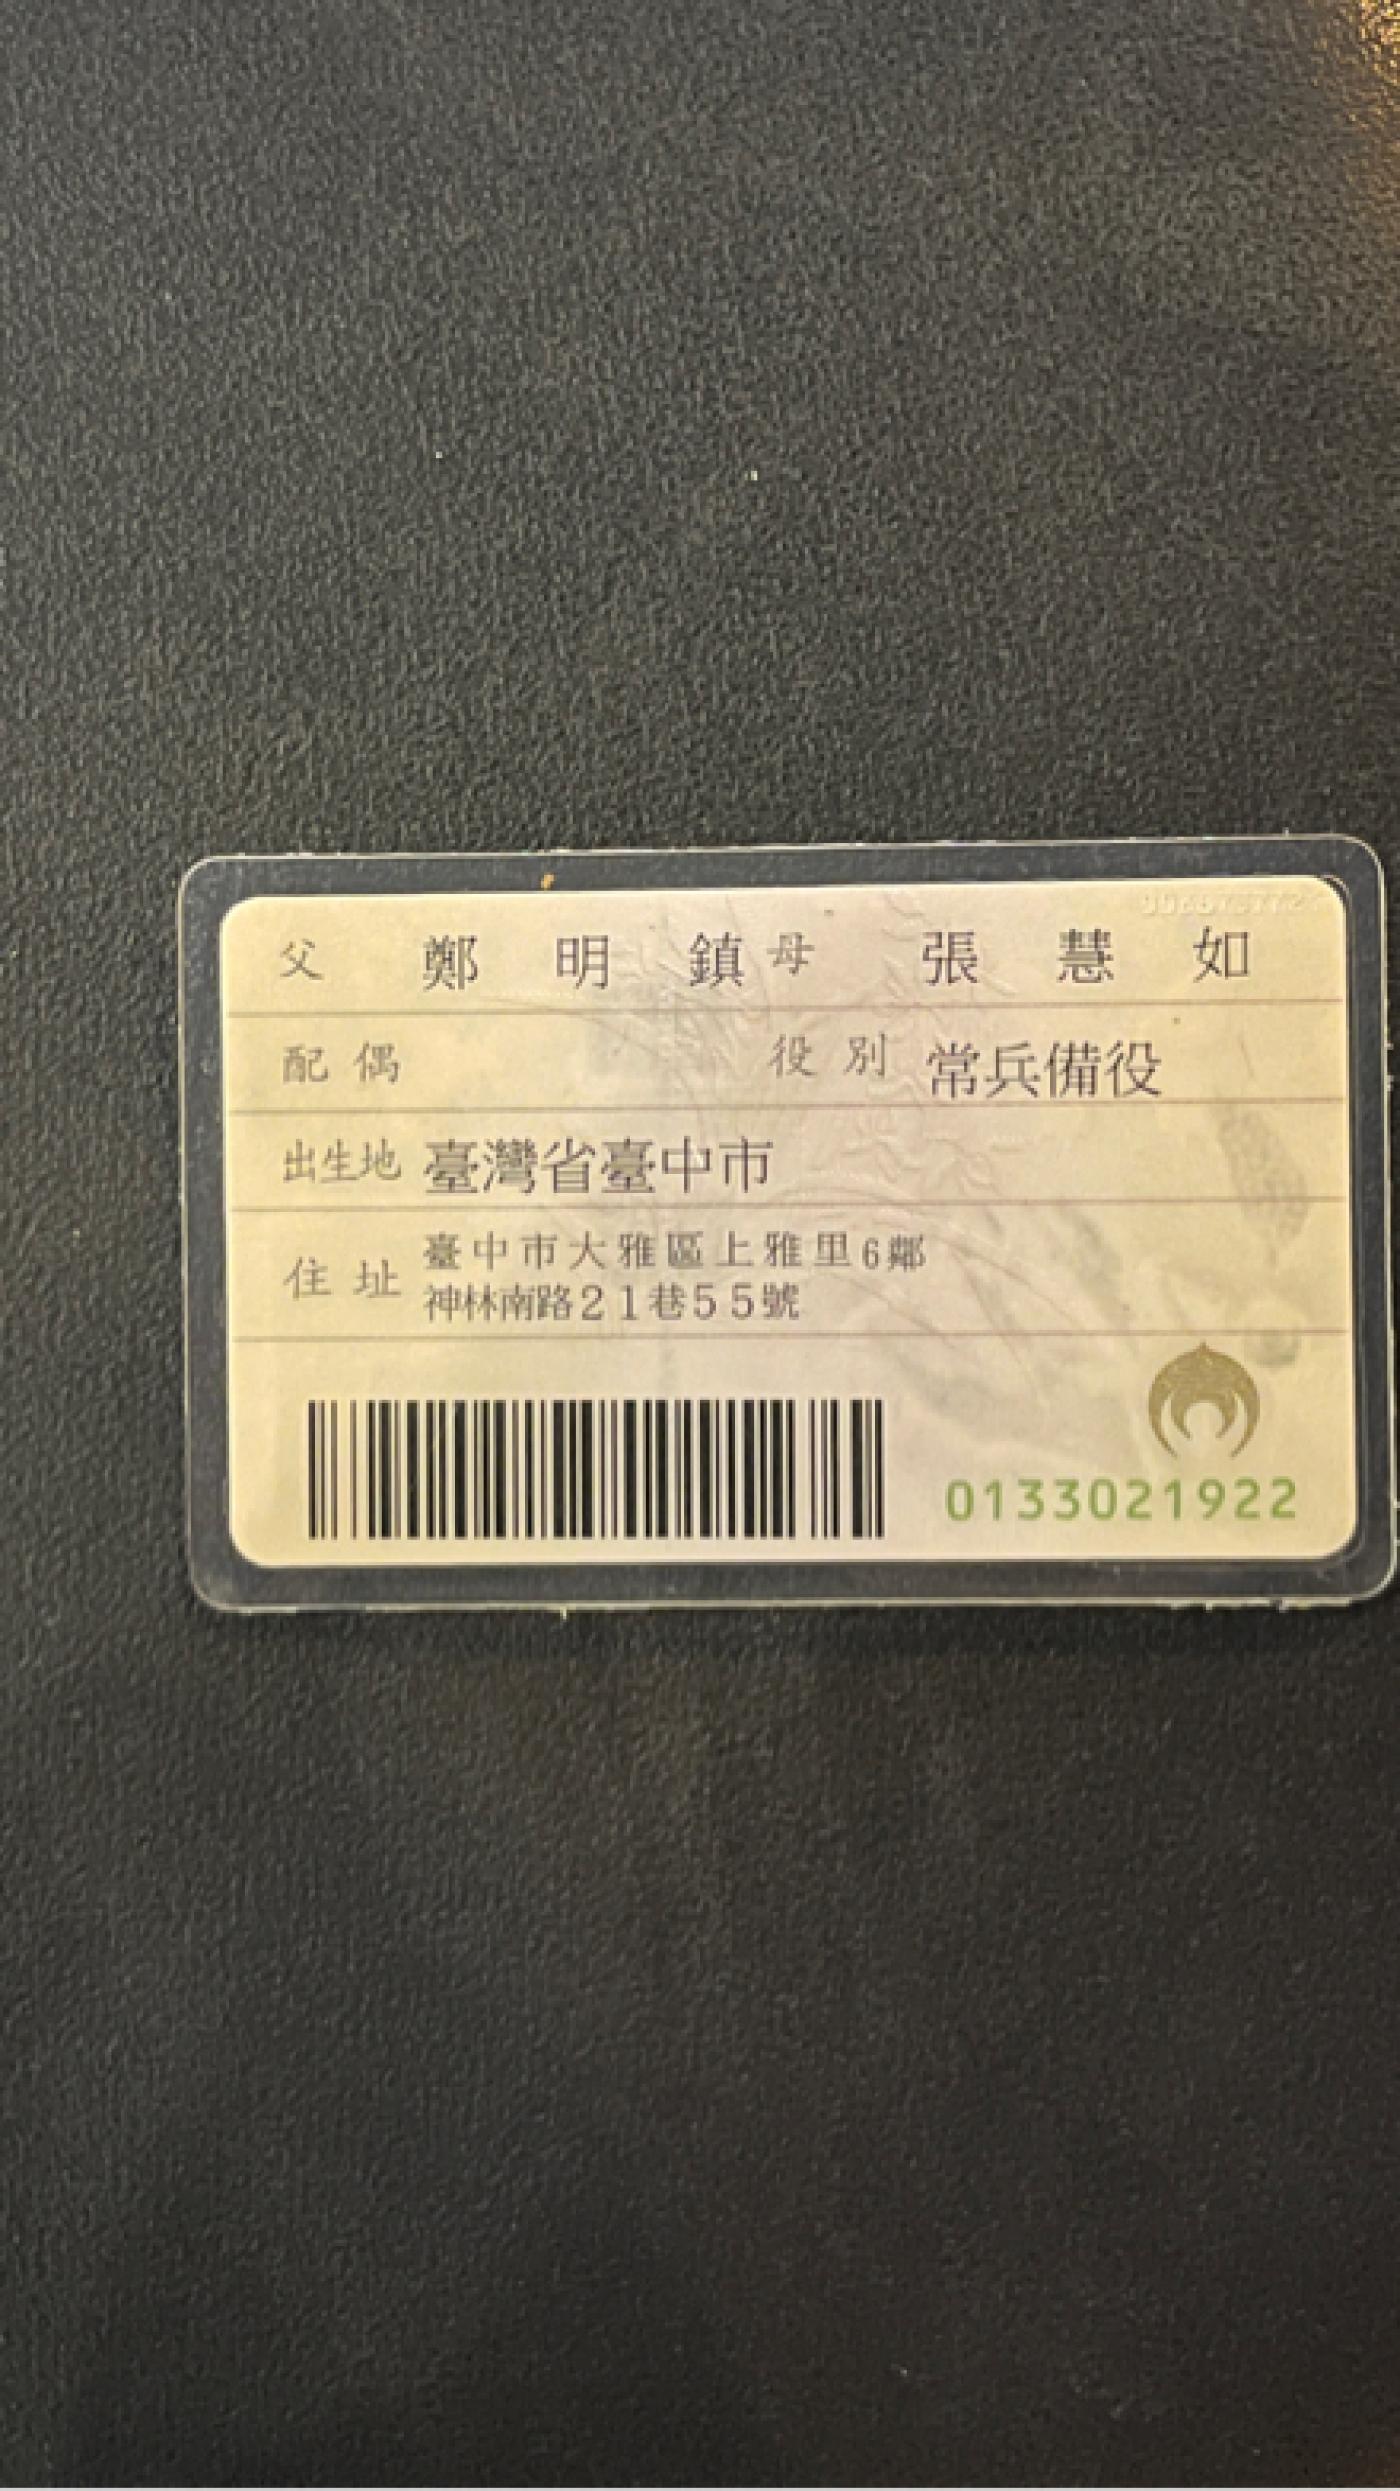 父 鄭明鎮 母 張慧如
配偶 役別 常兵備役
出生地 臺灣省臺中市
住址 臺中市大雅區上雅里6鄰
神林南路21巷55號
0133021922